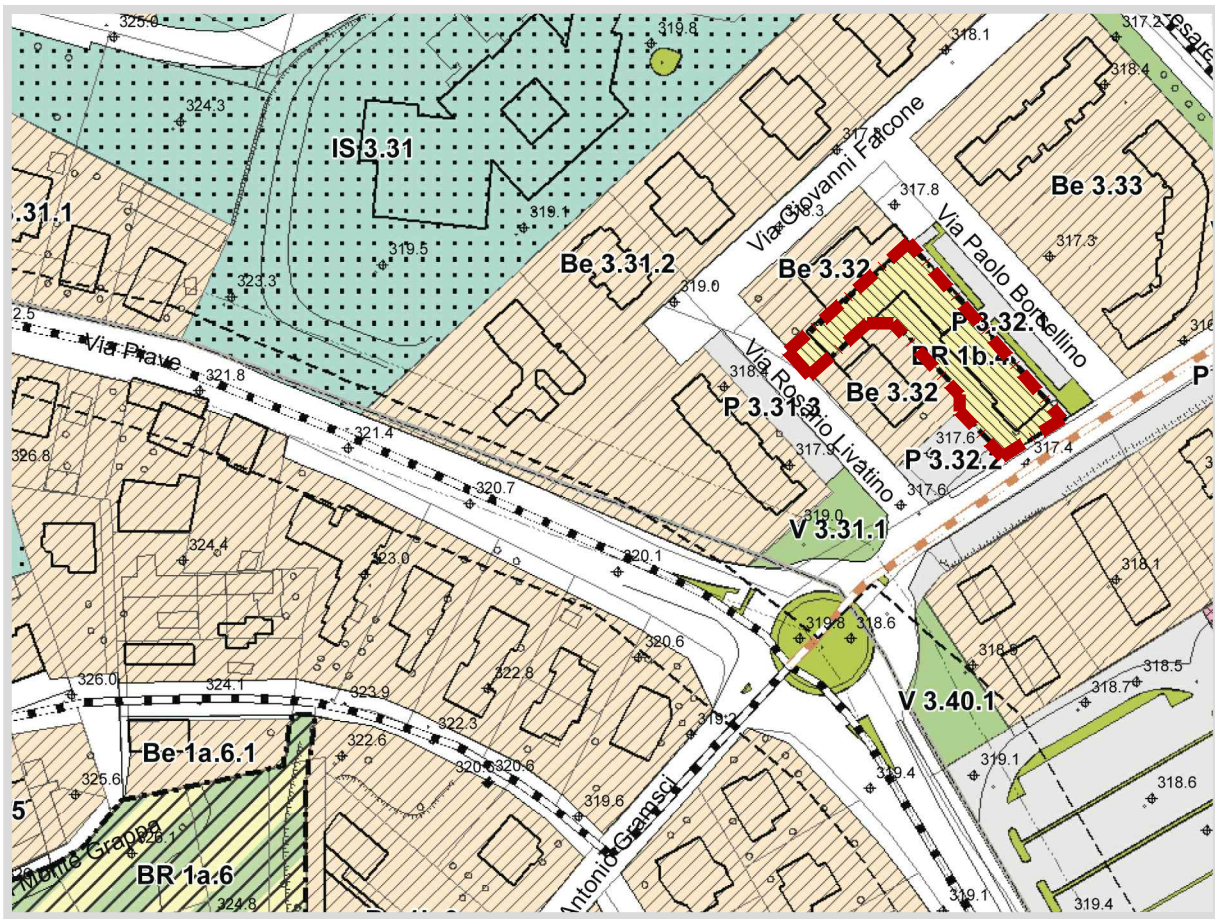 325.0
319.8
318.1
317.2
318.4
324.3
IS 3.31
Via Giovanni Falcone
317.8
Be 3.33
.31.1
319.1
318.3
Via Paolo Borsellino
319.5
317.3
Be 3.31.2
Be 3.32
323.3
319.0
2.5
Via Piave
318.4
Via Rosario Livatino
BR 1b.4
321.8
P 3.31.3
Be 3.32
P
321.4
317.9
317.6
317.4
P 3.32.2
326.8
320.7
317.6
319.0
V 3.31.1
324.4
323.0
320.1
318.1
319.8
318.6
320.6
318.8
318.5
326.0
324.1
323.9
322.8
318.7
V 3.40.1
322.3
319.2
Be 1a.6.1
322.6
320.6
319.4
319.1
325.6
318.6
5
319.6
Antonio Gramsci
Monte Grappa
BR 1a.6
324.8
319.1
319.4